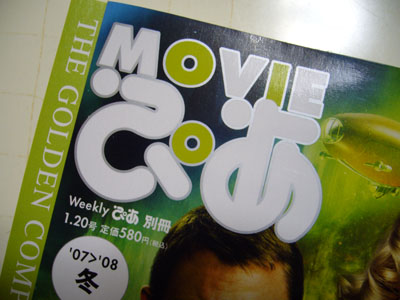 THE GOLDEN COMP
MOVIE
ぴあ
Weekly ぴあ 別冊
1.20号 定価580円(税込)
'07>'08
冬